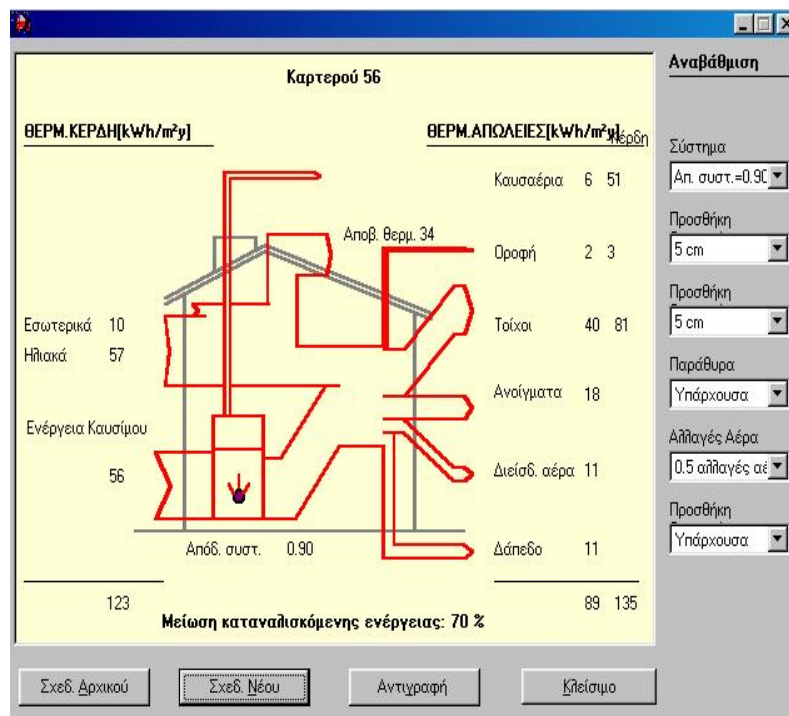 Καρτερού 56
ΘΕΡΜ.ΚΕΡΔΗ[kWh/m²y]
ΘΕΡΜ.ΑΠΩΛΕΙΕΣ[kWh/m²y]
Κέρδη
Καυσαέρια 6 51
Αποβ. θερμ. 34
Οροφή 2 3
Εσωτερικά 10
Ηλιακά 57
Τοίχοι 40 81
Ανοίγματα 18
Ενέργεια Καυσίμου
56
Διείσδ. αέρα 11
Απόδ. συστ. 0.90
Δάπεδο 11
123
89 135
Μείωση καταναλισκόμενης ενέργειας: 70 %
Αναβάθμιση
Σύστημα
Απ. συστ.=0.90
Προσθήκη
5 cm
Προσθήκη
5 cm
Παράθυρα
Υπάρχουσα
Αλλαγές Αέρα
0.5 αλλαγές αέ
Προσθήκη
Υπάρχουσα
Σχεδ. Αρχικού
Σχεδ. Νέου
Αντιγραφή
Κλείσιμο